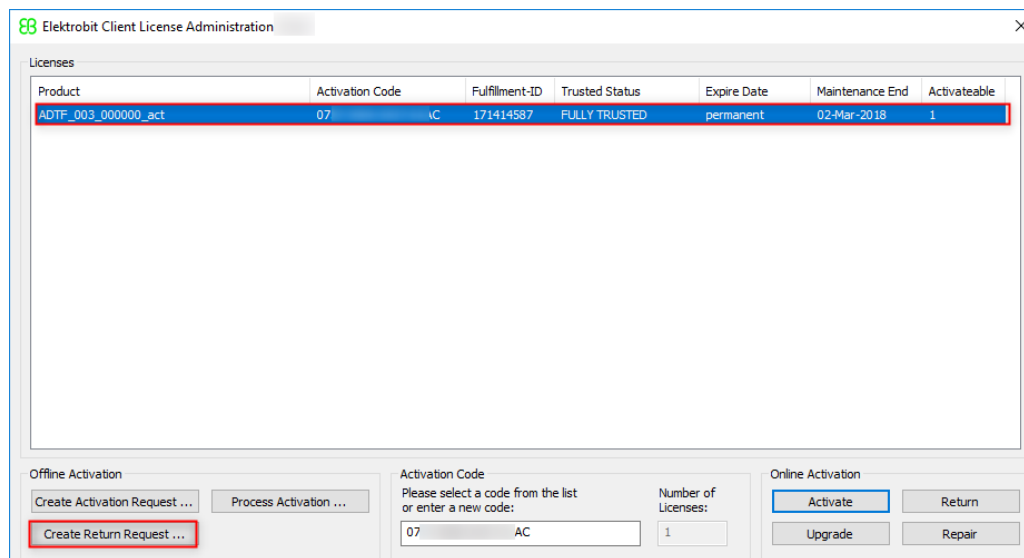 EB Elektrobit Client License Administration
Licenses
Product Activation Code Fulfillment-ID Trusted Status Expire Date Maintenance End Activateable
ADTF_003_000000_act 07 AC 171414587 FULLY TRUSTED permanent 02-Mar-2018 1
Offline Activation
Create Activation Request ... Process Activation ...
Create Return Request ...
Activation Code
Please select a code from the list
or enter a new code:
Number of
Licenses:
07 AC
1
Online Activation
Activate Return
Upgrade Repair